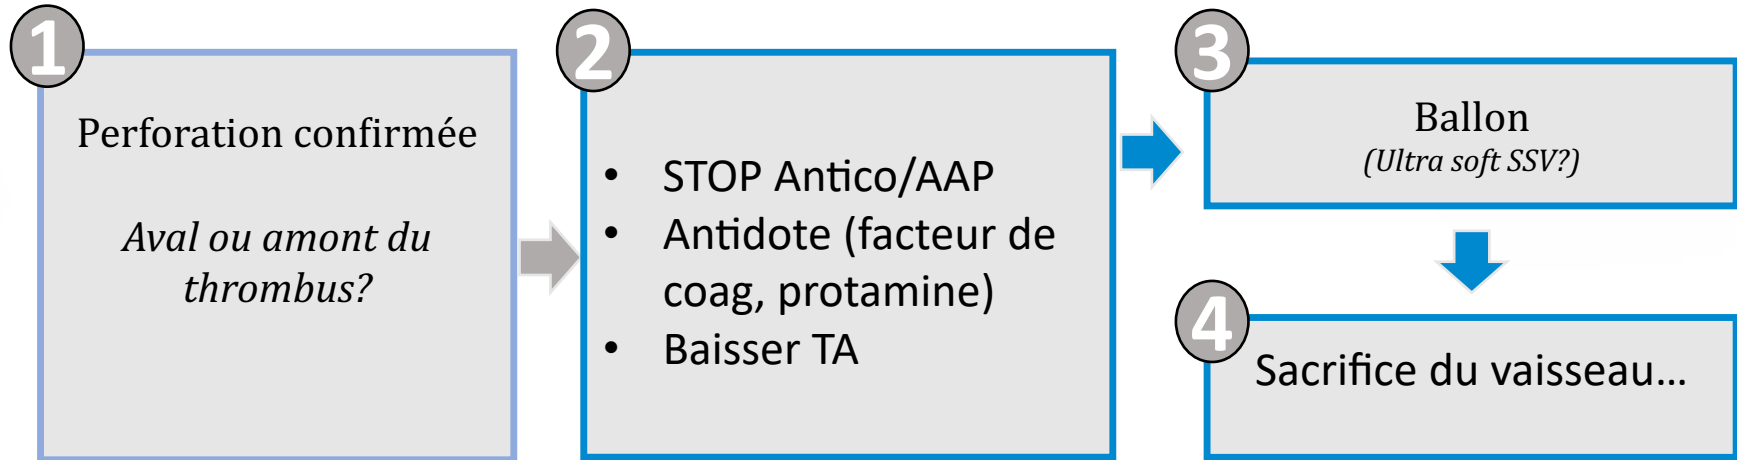 1
Perforation confirmée
Aval ou amont du
thrombus?
2
• STOP Antico/AAP
• Antidote (facteur de
coag, protamine)
• Baisser TA
3
Ballon
(Ultra soft SSV?)
4
Sacrifice du vaisseau...